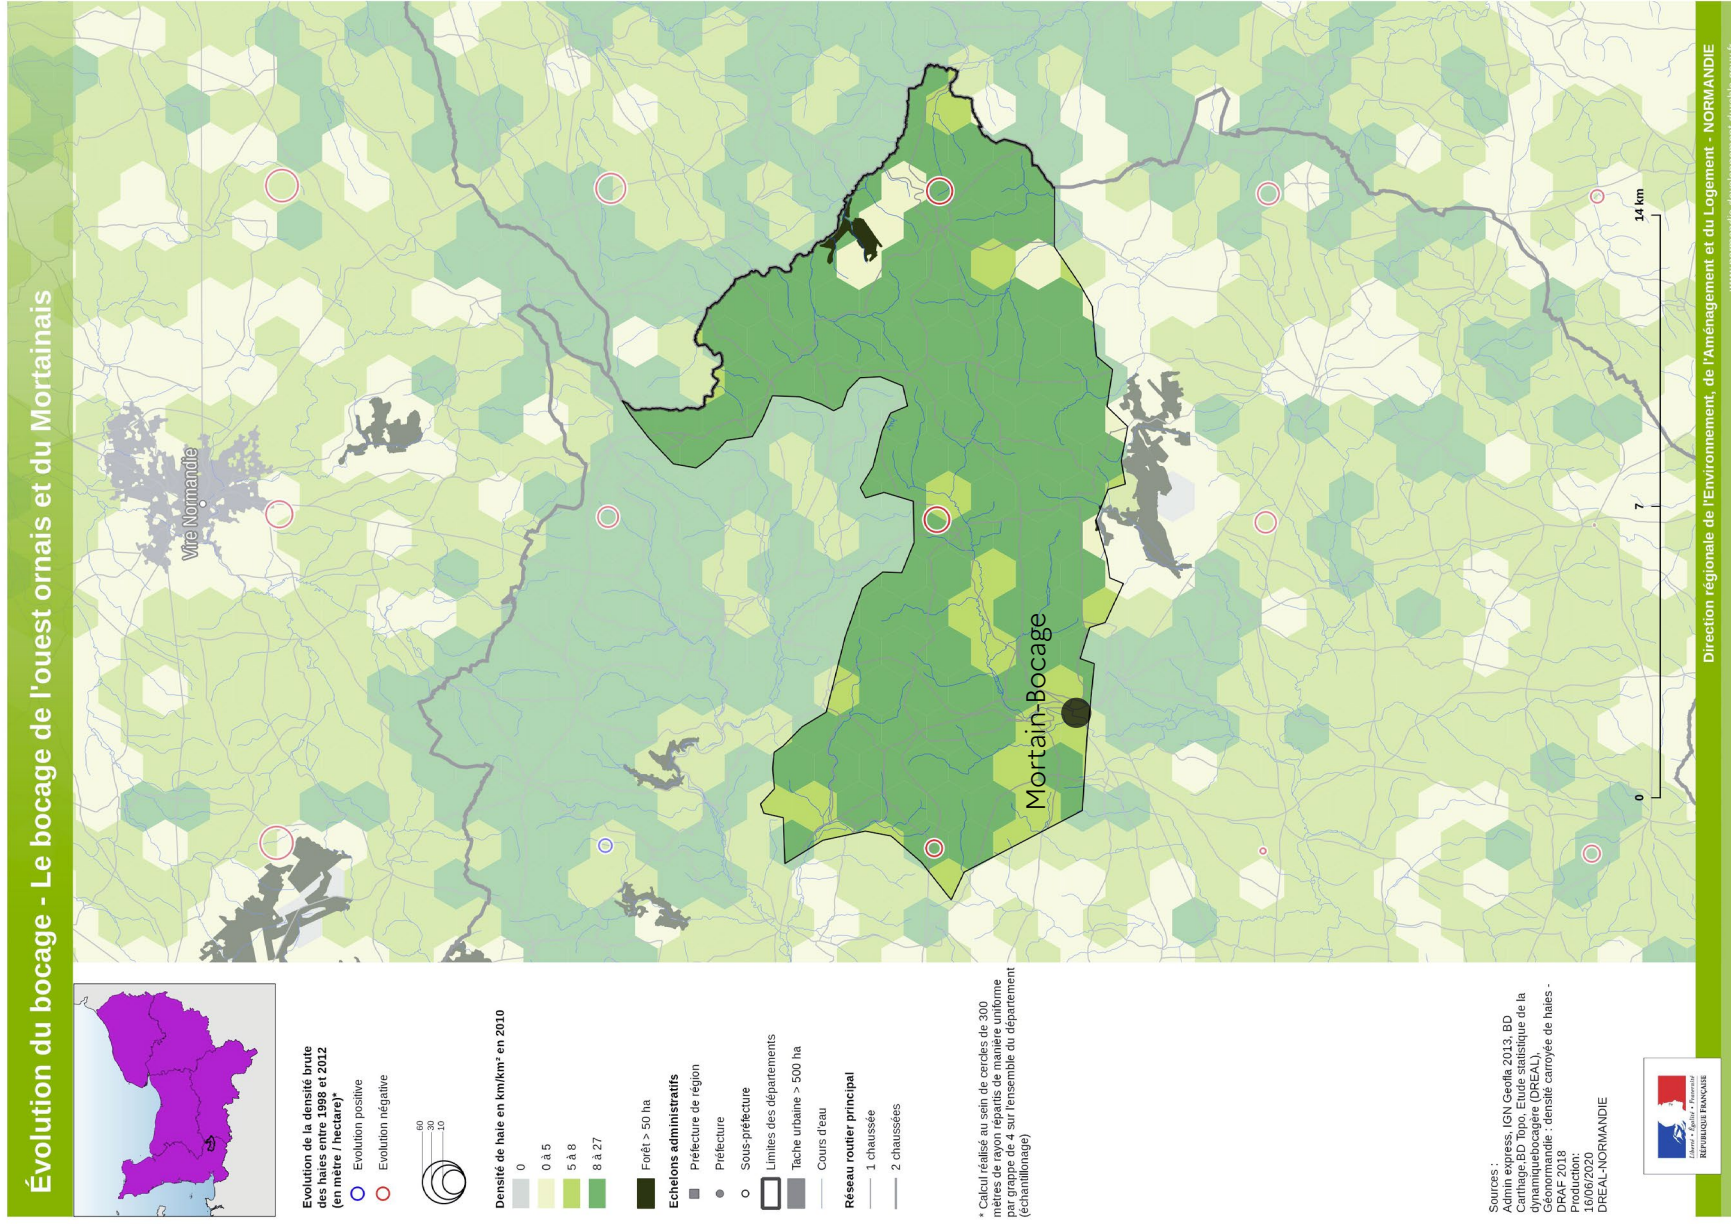 Évolution du bocage - Le bocage de l'ouest ornais et du Mortainais
Evolution de la densité brute
des haies entre 1998 et 2012
(en mètre / hectare)*
Evolution positive
Evolution négative
60
30
10
Densité de haie en km/km² en 2010
0
0 à 5
5 à 8
8 à 27
Forêt > 50 ha
Echelons administratifs
Préfecture de région
Préfecture
Sous-préfecture
Limites des départements
Tache urbaine > 500 ha
Cours d'eau
Réseau routier principal
1 chaussée
2 chaussées
* Calcul réalisé au sein de cercles de 300
mètres de rayon répartis de manière uniforme
par grappe de 4 sur l'ensemble du département
(échantillonage)
Sources :
Admin express, IGN Geofla 2013, BD
Carthage,BD Topo, Etude statistique de la
dynamiquebocagère (DREAL),
Géonormandie : densité carroyée de haies -
DRAF 2018
Production:
16/06/2020
DREAL-NORMANDIE
Liberté • Égalité • Fraternité
RÉPUBLIQUE FRANÇAISE
Vire Normandie
Mortain-Bocage
0
7
14 km
Direction régionale de l'Environnement, de l'Aménagement et du Logement - NORMANDIE